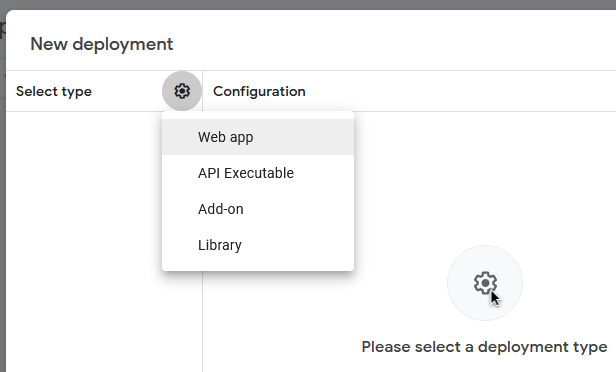 New deployment
Select type
Configuration
Web app
API Executable
Add-on
Library
Please select a deployment type